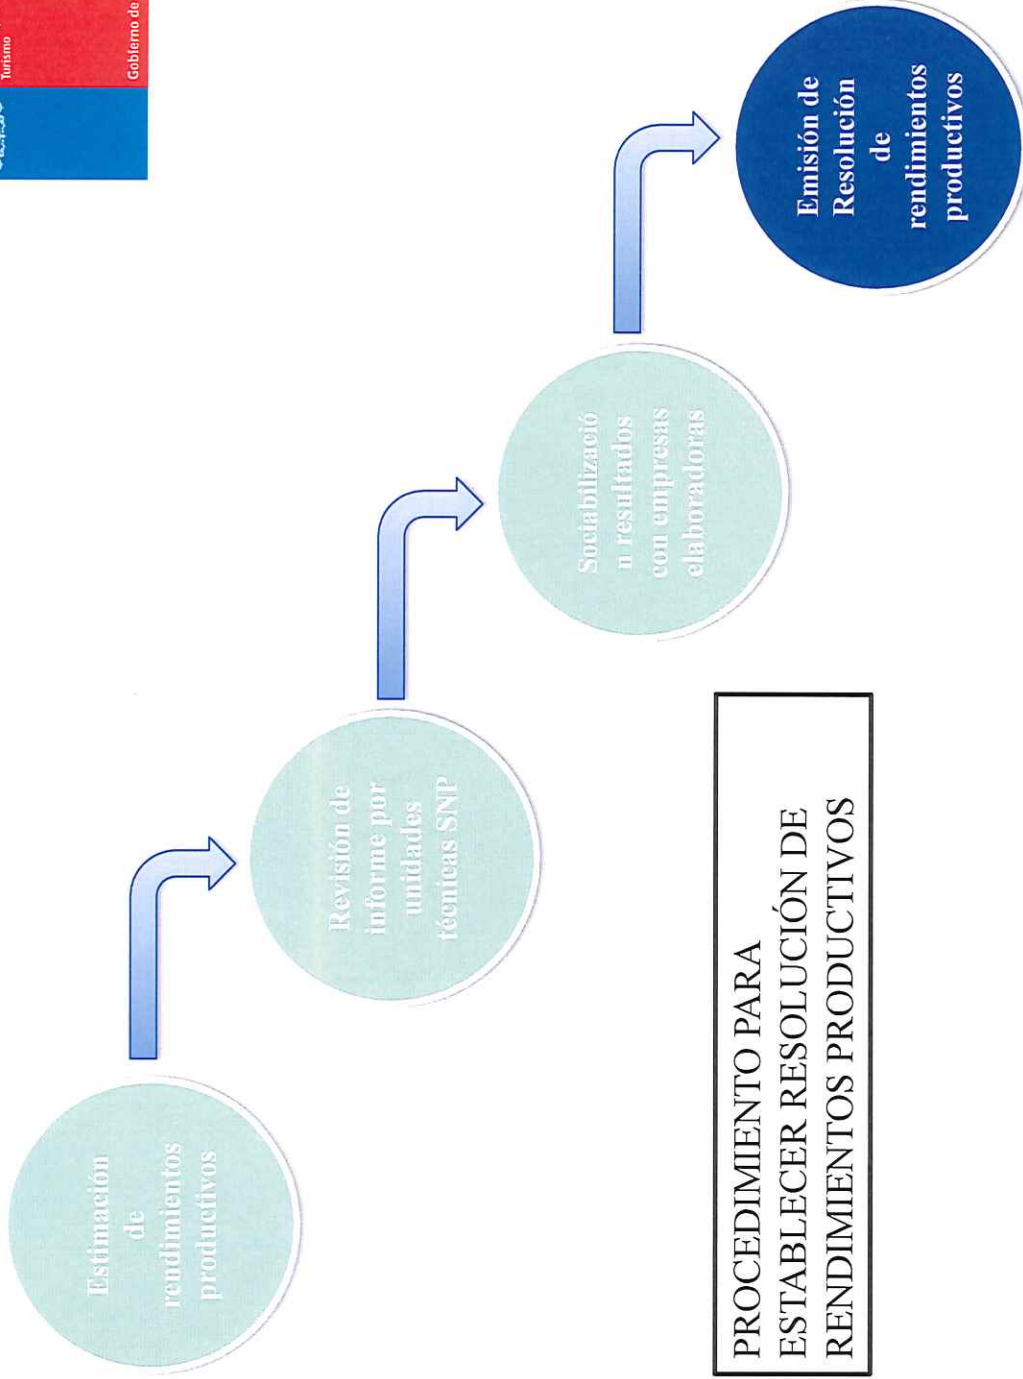 Turismo
Gobierno de
Estimación
de
rendimientos
productivos
Revisión de
informe por
unidades
técnicas SNP
Sociabilizació
n resultados
con empresas
elaboradoras
Emisión de
Resolución
de
rendimientos
productivos
PROCEDIMIENTO PARA
ESTABLECER RESOLUCIÓN DE
RENDIMIENTOS PRODUCTIVOS